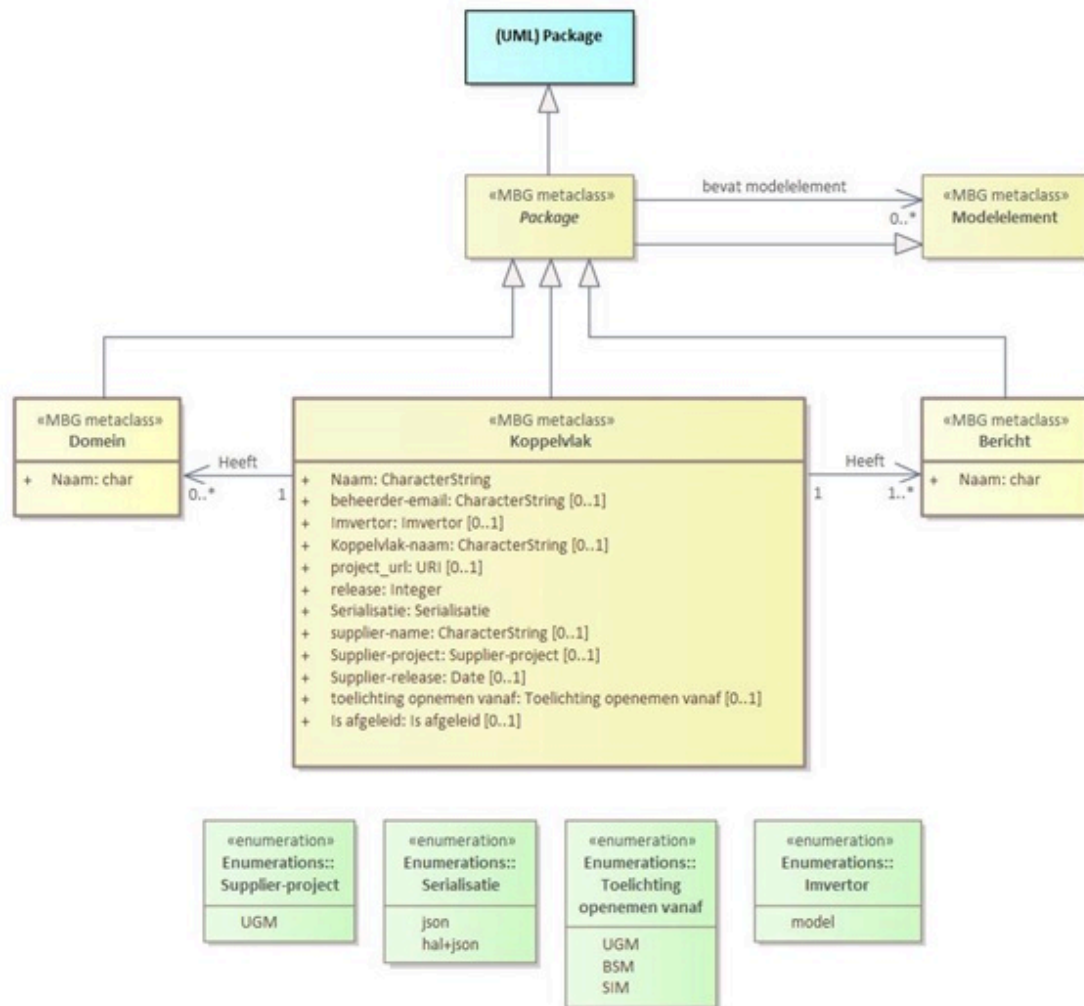 (UML) Package
«MBG metaclass»
Package
bevat modelelement
0..*
«MBG metaclass»
Modelelement
«MBG metaclass»
Domein
+ Naam: char
Heeft
0..*
1
«MBG metaclass»
Koppelvlak
+ Naam: CharacterString
+ beheerder-email: CharacterString [0..1]
+ Imvertor: Imvertor [0..1]
+ Koppelvlak-naam: CharacterString [0..1]
+ project_url: URI [0..1]
+ release: Integer
+ Serialisatie: Serialisatie
+ supplier-name: CharacterString [0..1]
+ Supplier-project: Supplier-project [0..1]
+ Supplier-release: Date [0..1]
+ toelichting opnemen vanaf: Toelichting openemen vanaf [0..1]
+ Is afgeleid: Is afgeleid [0..1]
Heeft
1
1..*
«MBG metaclass»
Bericht
+ Naam: char
«enumeration»
Enumerations::
Supplier-project
UGM
«enumeration»
Enumerations::
Serialisatie
json
hal+json
«enumeration»
Enumerations::
Toelichting
openemen vanaf
UGM
BSM
SIM
«enumeration»
Enumerations::
Imvertor
model